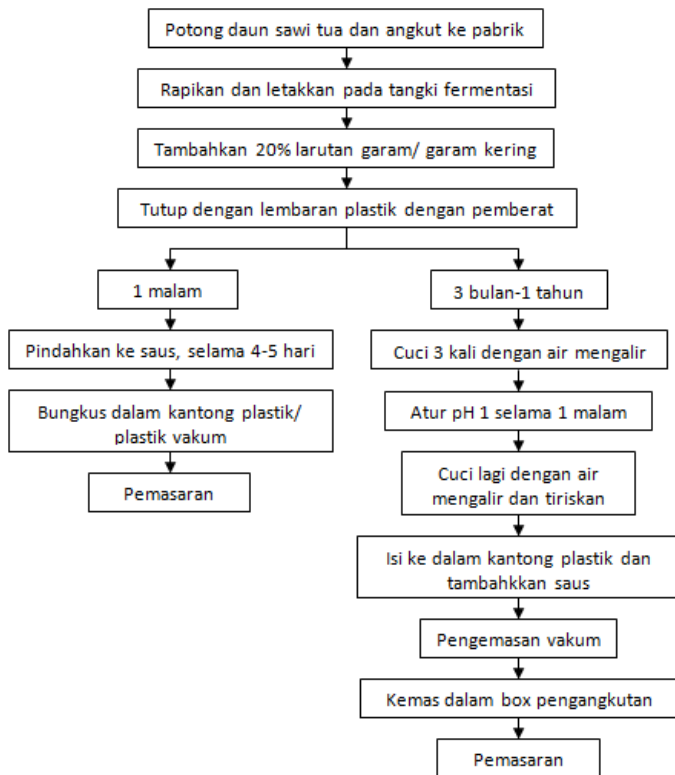 Potong daun sawi tua dan angkut ke pabrik
Rapikan dan letakkan pada tangki fermentasi
Tambahkan 20% larutan garam/ garam kering
Tutup dengan lembaran plastik dengan pemberat
1 malam
Pindahkan ke saus, selama 4-5 hari
Bungkus dalam kantong plastik/
plastik vakum
Pemasaran
3 bulan-1 tahun
Cuci 3 kali dengan air mengalir
Atur pH 1 selama 1 malam
Cuci lagi dengan air
mengalir dan tiriskan
Isi ke dalam kantong plastik dan
tambahkkan saus
Pengemasan vakum
Kemas dalam box pengangkutan
Pemasaran